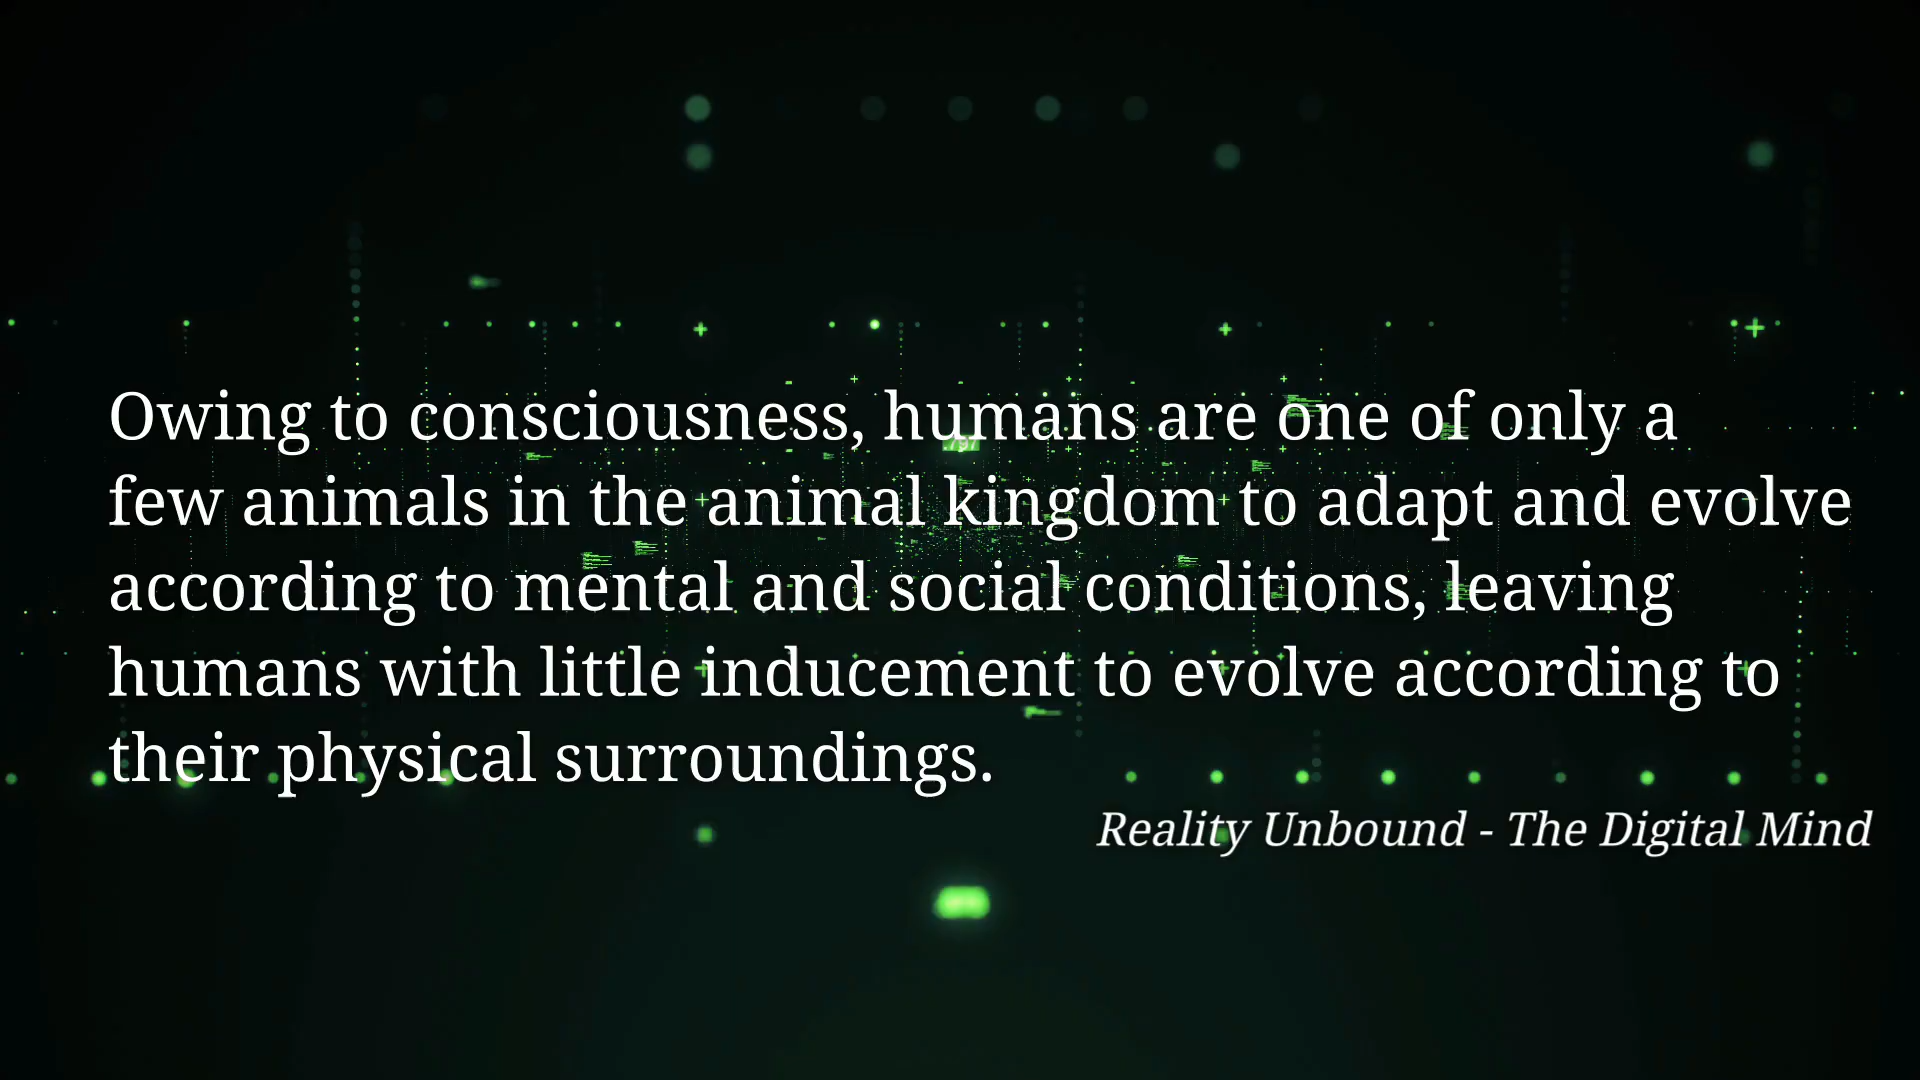 Owing to consciousness, humans are one of only a
few animals in the animal kingdom to adapt and evolve
according to mental and social conditions, leaving
humans with little inducement to evolve according to
their physical surroundings.
Reality Unbound - The Digital Mind